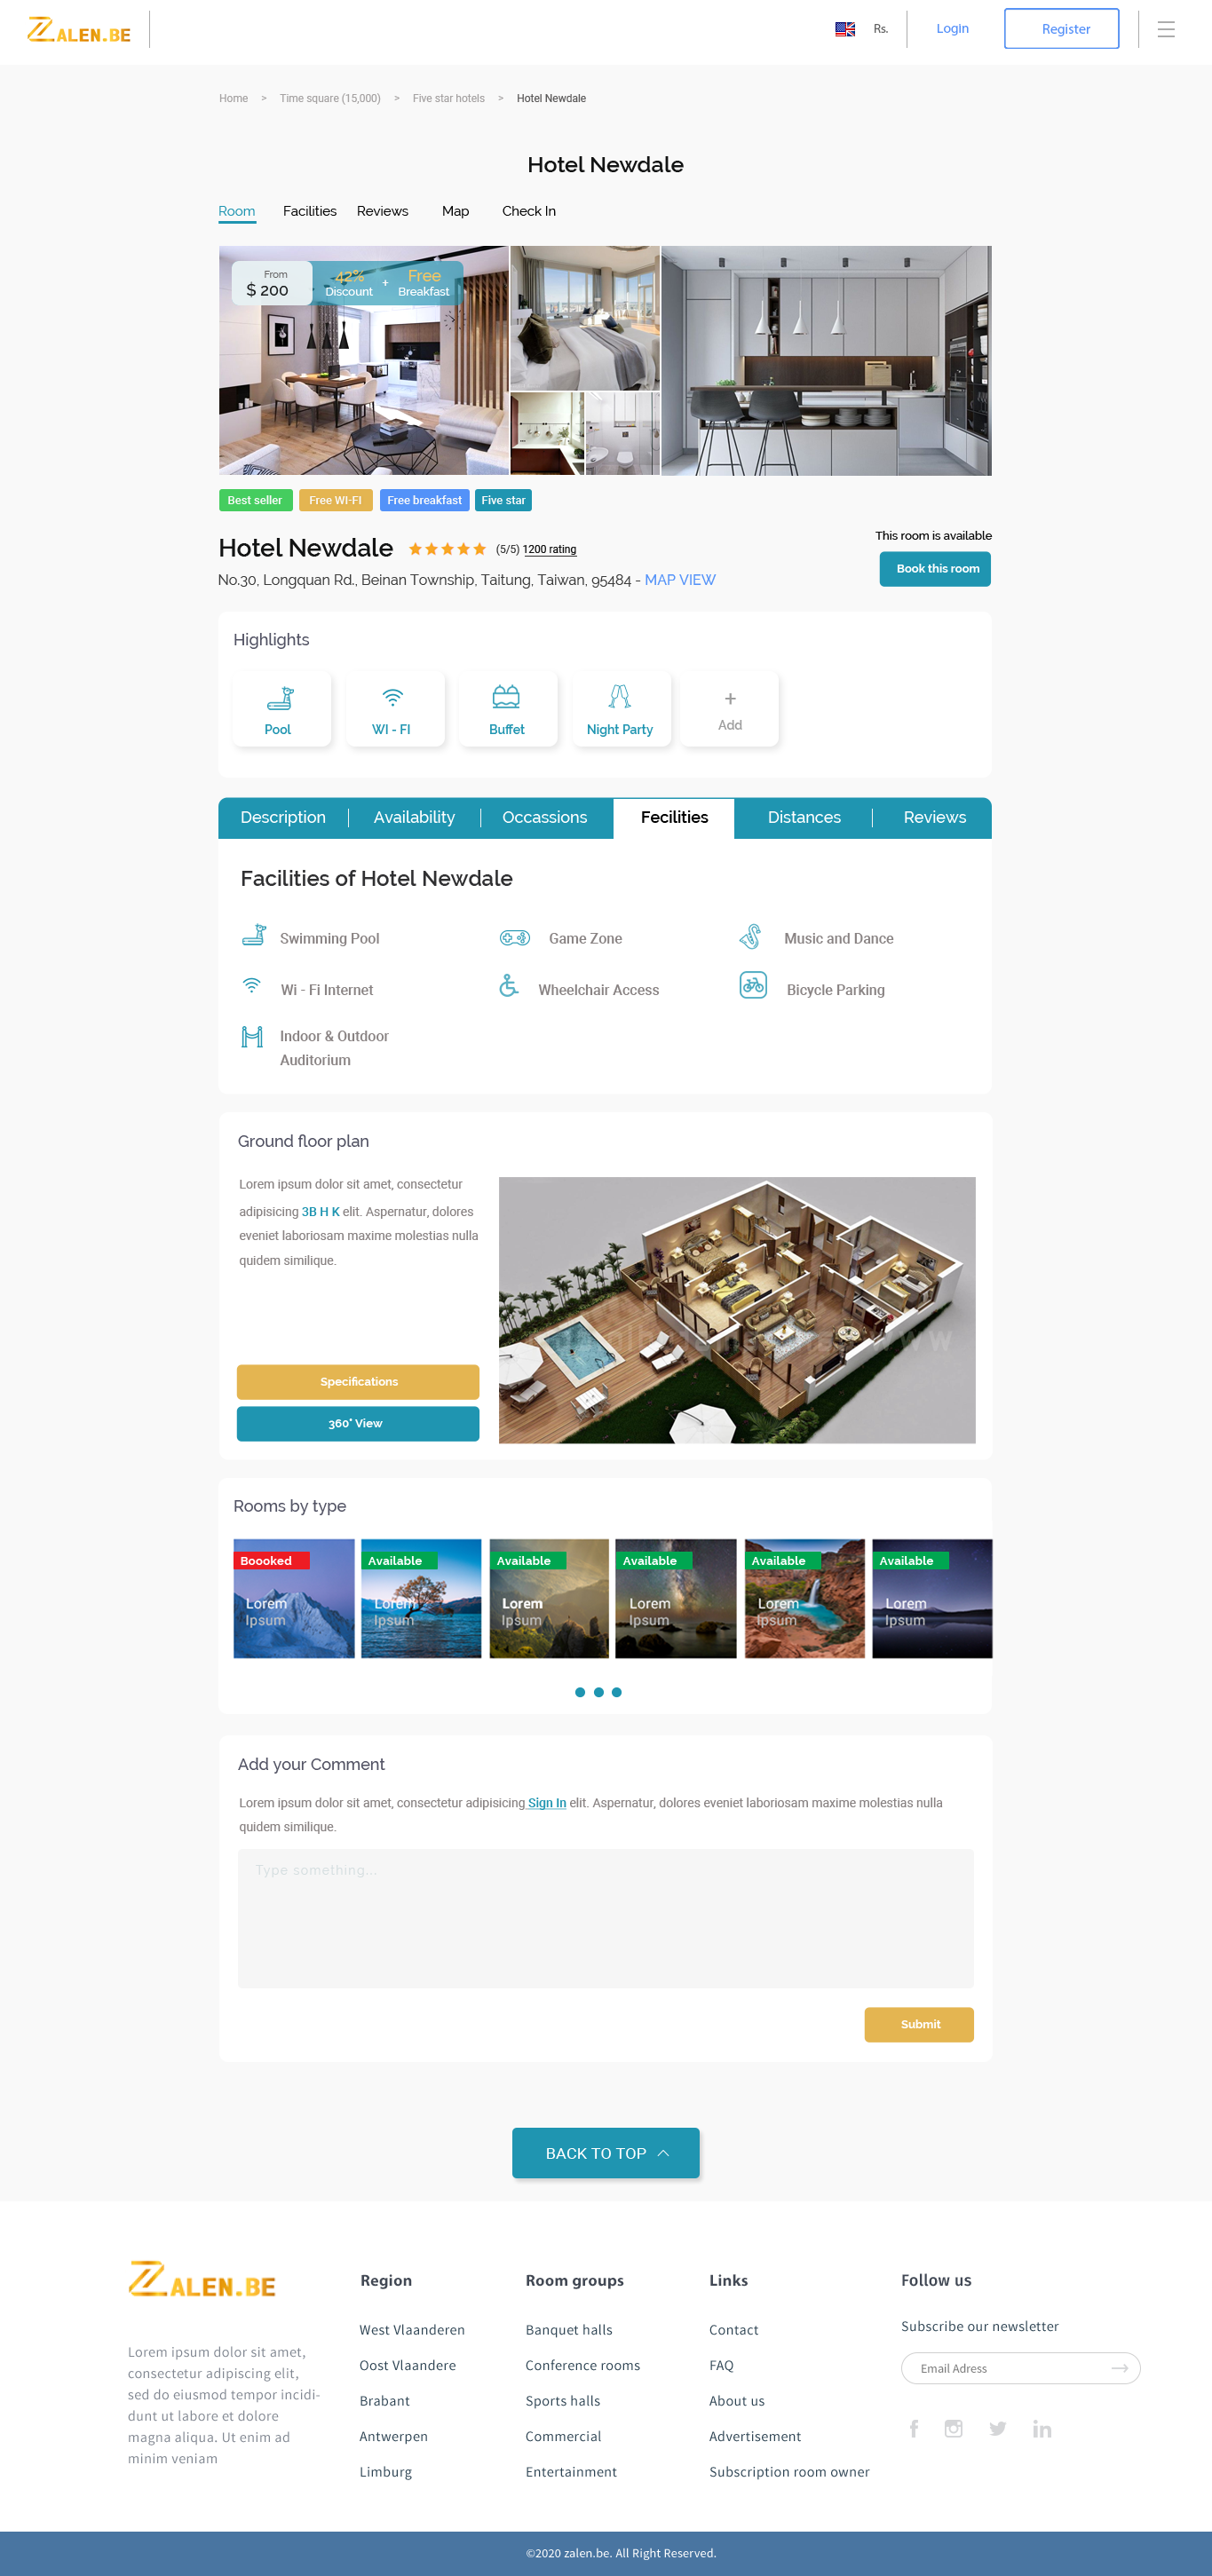 ZALEN.BE
Rs.
Login
Register
Home > Time square (15,000) > Five star hotels > Hotel Newdale
Hotel Newdale
Room Facilities Reviews Map Check In
From
$ 200
42%
Discount
+
Free
Breakfast
Best seller Free WI-FI Free breakfast Five star
Hotel Newdale (5/5) 1200 rating
No.30, Longquan Rd., Beinan Township, Taitung, Taiwan, 95484 - MAP VIEW
This room is available
Book this room
Highlights
Pool WI - FI Buffet Night Party + Add
Description Availability Occassions Fecilities Distances Reviews
Facilities of Hotel Newdale
Swimming Pool Game Zone Music and Dance
Wi - Fi Internet Wheelchair Access Bicycle Parking
Indoor & Outdoor
Auditorium
Ground floor plan
Lorem ipsum dolor sit amet, consectetur
adipisicing 3B H K elit. Aspernatur, dolores
eveniet laboriosam maxime molestias nulla
quidem similique.
Specifications
360° View
Rooms by type
Boooked Available Available Available Available Available
Lorem Lorem Lorem Lorem Lorem Lorem
Ipsum Ipsum Ipsum Ipsum Ipsum Ipsum
Add your Comment
Lorem ipsum dolor sit amet, consectetur adipisicing Sign In elit. Aspernatur, dolores eveniet laboriosam maxime molestias nulla
quidem similique.
Type something...
Submit
BACK TO TOP
ZALEN.BE
Lorem ipsum dolor sit amet,
consectetur adipiscing elit,
sed do eiusmod tempor incidi-
dunt ut labore et dolore
magna aliqua. Ut enim ad
minim veniam
Region
West Vlaanderen
Oost Vlaandere
Brabant
Antwerpen
Limburg
Room groups
Banquet halls
Conference rooms
Sports halls
Commercial
Entertainment
Links
Contact
FAQ
About us
Advertisement
Subscription room owner
Follow us
Subscribe our newsletter
Email Adress
©2020 zalen.be. All Right Reserved.